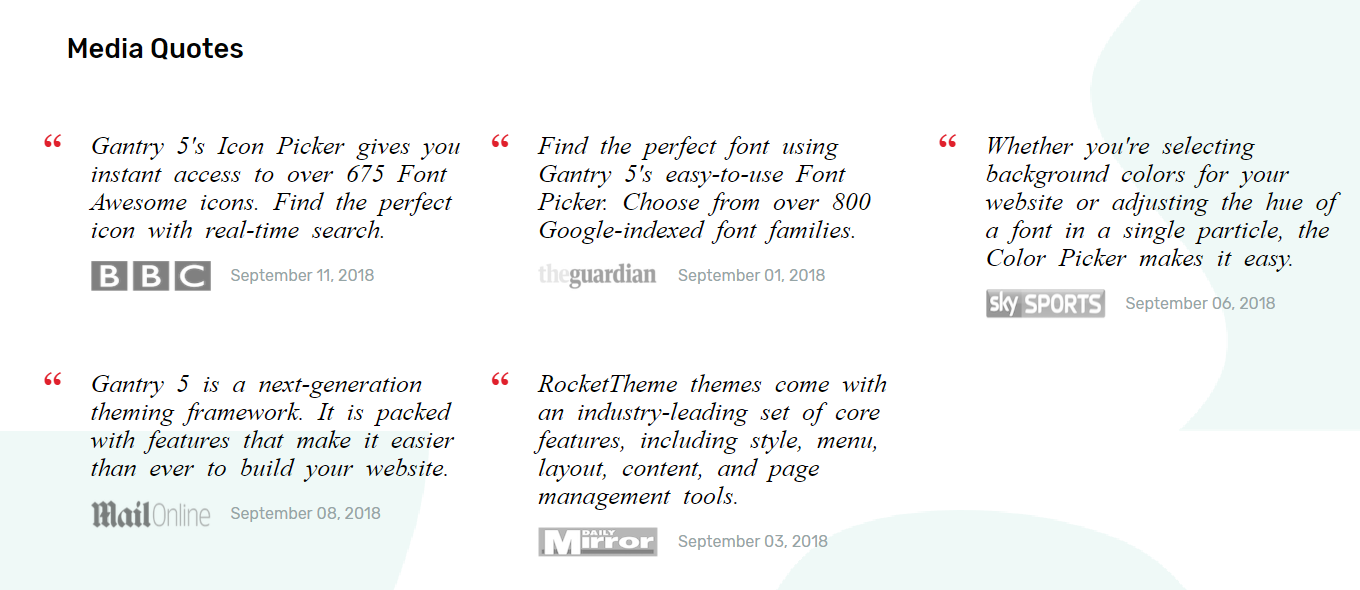 Media Quotes
“ Gantry 5's Icon Picker gives you
instant access to over 675 Font
Awesome icons. Find the perfect
icon with real-time search.
BBC September 11, 2018
“ Find the perfect font using
Gantry 5's easy-to-use Font
Picker. Choose from over 800
Google-indexed font families.
theguardian September 01, 2018
“ Whether you're selecting
background colors for your
website or adjusting the hue of
a font in a single particle, the
Color Picker makes it easy.
sky SPORTS September 06, 2018
“ Gantry 5 is a next-generation
theming framework. It is packed
with features that make it easier
than ever to build your website.
MailOnline September 08, 2018
“ RocketTheme themes come with
an industry-leading set of core
features, including style, menu,
layout, content, and page
management tools.
DAILY Mirror September 03, 2018